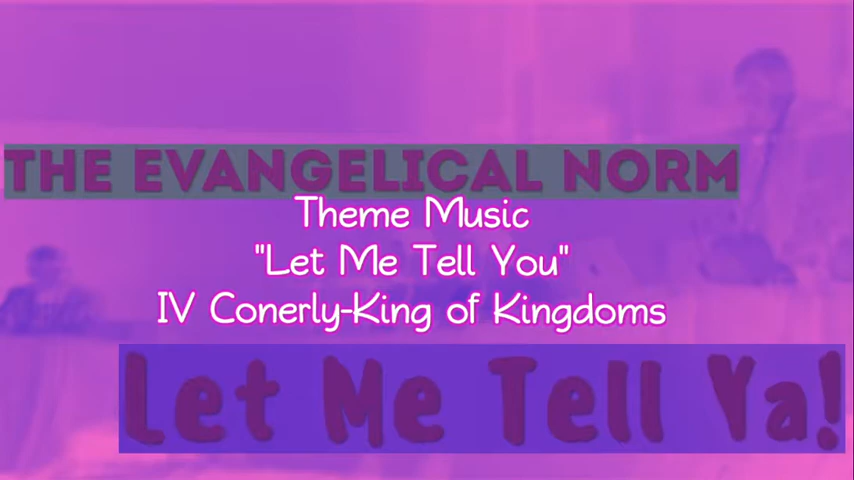 THE EVANGELICAL NORM
Theme Music
"Let Me Tell You"
IV Conerly-King of Kingdoms
Let Me Tell Ya!